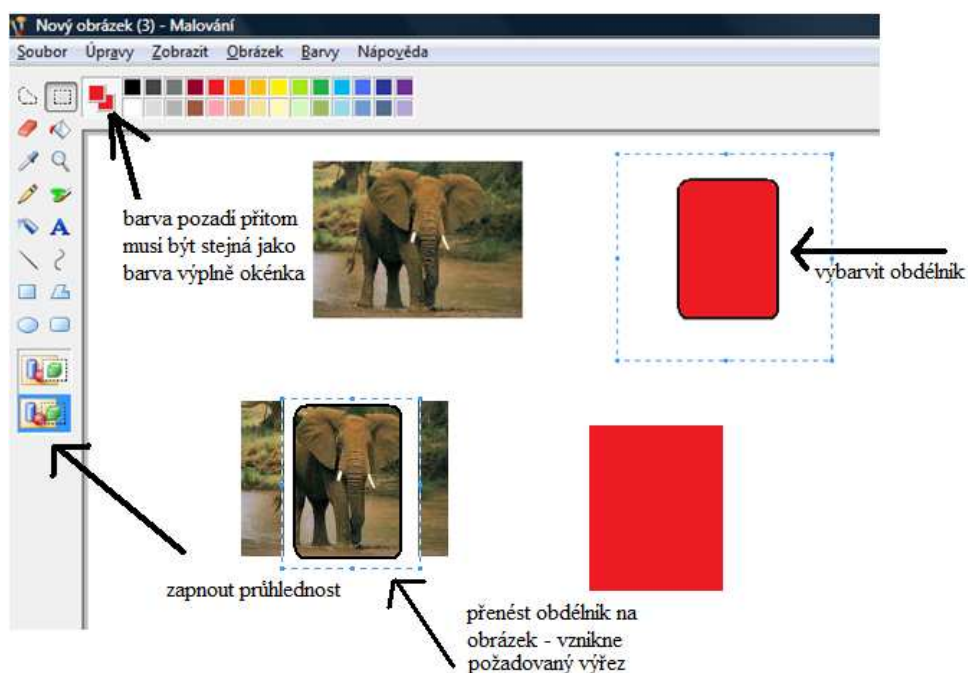 Nový obrázek (3) - Malování
Soubor Úpravy Zobrazit Obrázek Barvy Nápověda
barva pozadí přitom
musí být stejná jako
barva výplně okénka
vybarvit obdélník
zapnout průhlednost
přenést obdélník na
obrázek - vznikne
požadovaný výřez